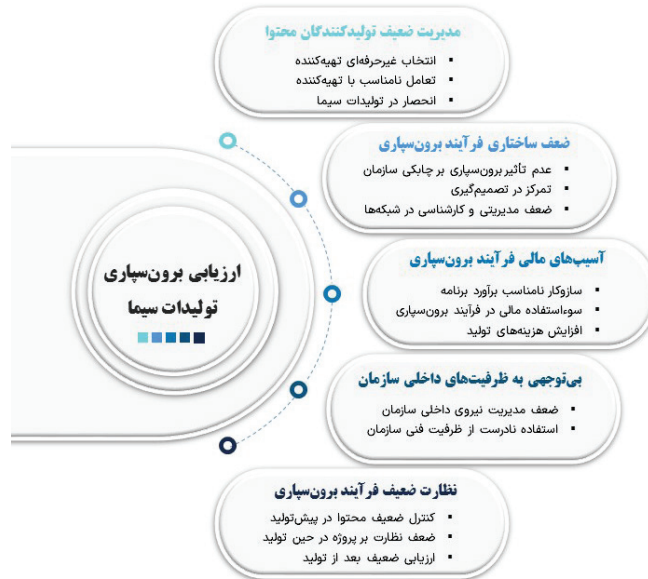 مدیریت ضعیف تولیدکنندگان محتوا
▪ انتخاب غیرحرفه‌ای تهیه‌کننده
▪ تعامل نامناسب با تهیه‌کننده
▪ انحصار در تولیدات سیما
ضعف ساختاری فرآیند برون‌سپاری
▪ عدم تأثیر برون‌سپاری بر چابکی سازمان
▪ تمرکز در تصمیم‌گیری
▪ ضعف مدیریتی و کارشناسی در شبکه‌ها
ارزیابی برون‌سپاری
تولیدات سیما
آسیب‌های مالی فرآیند برون‌سپاری
▪ سازوکار نامناسب برآورد برنامه
▪ سوءاستفاده مالی در فرآیند برون‌سپاری
▪ افزایش هزینه‌های تولید
بی‌توجهی به ظرفیت‌های داخلی سازمان
▪ ضعف مدیریت نیروی داخلی سازمان
▪ استفاده نادرست از ظرفیت فنی سازمان
نظارت ضعیف فرآیند برون‌سپاری
▪ کنترل ضعیف محتوا در پیش‌تولید
▪ ضعف نظارت بر پروژه در حین تولید
▪ ارزیابی ضعیف بعد از تولید